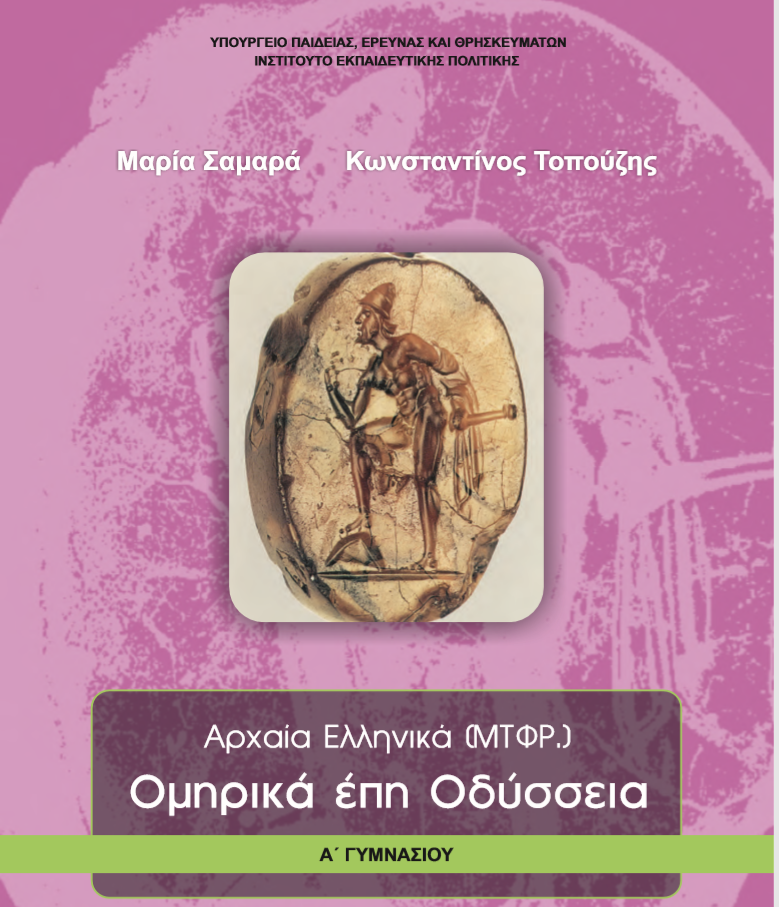 ΥΠΟΥΡΓΕΙΟ ΠΑΙΔΕΙΑΣ, ΕΡΕΥΝΑΣ ΚΑΙ ΘΡΗΣΚΕΥΜΑΤΩΝ
ΙΝΣΤΙΤΟΥΤΟ ΕΚΠΑΙΔΕΥΤΙΚΗΣ ΠΟΛΙΤΙΚΗΣ
Μαρία Σαμαρά Κωνσταντίνος Τοπούζης
Αρχαία Ελληνικά (ΜΤΦΡ.)
Ομηρικά έπη Οδύσσεια
Α΄ ΓΥΜΝΑΣΙΟΥ